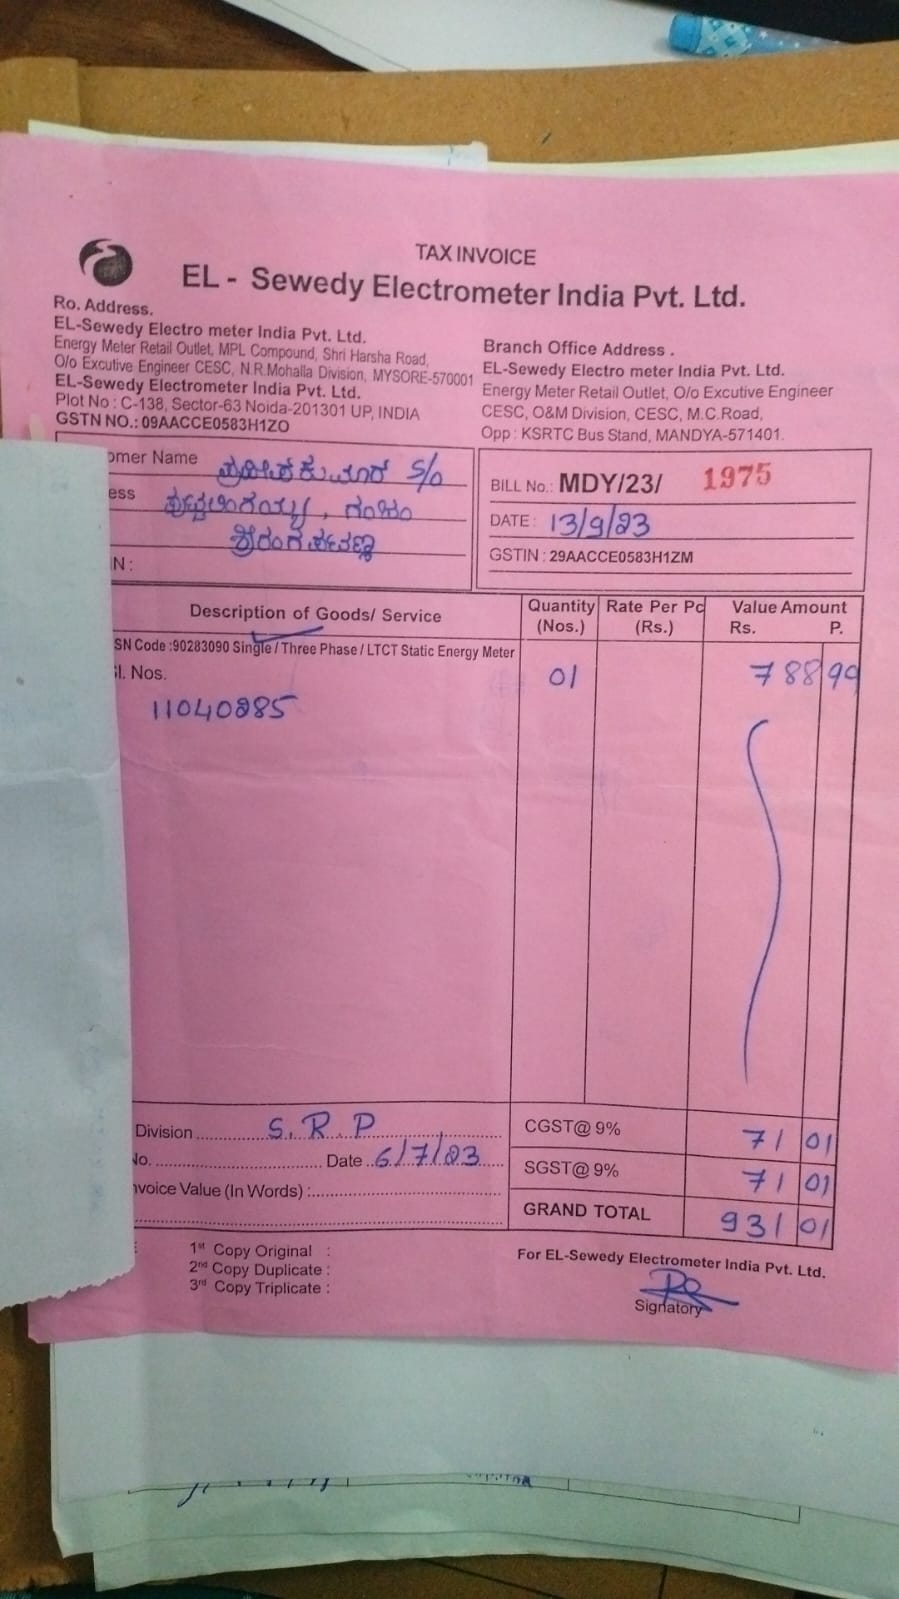 TAX INVOICE
EL - Sewedy Electrometer India Pvt. Ltd.
Ro. Address.
EL-Sewedy Electro meter India Pvt. Ltd.
Energy Meter Retail Outlet, MPL Compound, Shri Harsha Road,
O/o Excutive Engineer CESC, N.R.Mohalla Division, MYSORE-570001
EL-Sewedy Electrometer India Pvt. Ltd.
Plot No : C-138, Sector-63 Noida-201301 UP, INDIA
GSTN NO.: 09AACCE0583H1ZO
Branch Office Address .
EL-Sewedy Electro meter India Pvt. Ltd.
Energy Meter Retail Outlet, O/o Excutive Engineer
CESC, O&M Division, CESC, M.C.Road,
Opp : KSRTC Bus Stand, MANDYA-571401.
omer Name S/o
ess
N :
BILL No.: MDY/23/ 1975
DATE : 13/9/23
GSTIN : 29AACCE0583H1ZM
Description of Goods/ Service Quantity (Nos.) Rate Per Pc (Rs.) Value Amount Rs. P.
SN Code :90283090 Single / Three Phase / LTCT Static Energy Meter
l. Nos. 01 788 99
11040285
Division S. R. P
No. Date 6/7/23
nvoice Value (In Words) :
CGST@ 9% 71 01
SGST@ 9% 71 01
GRAND TOTAL 931 01
1st Copy Original :
2nd Copy Duplicate :
3rd Copy Triplicate :
For EL-Sewedy Electrometer India Pvt. Ltd.
Signatory